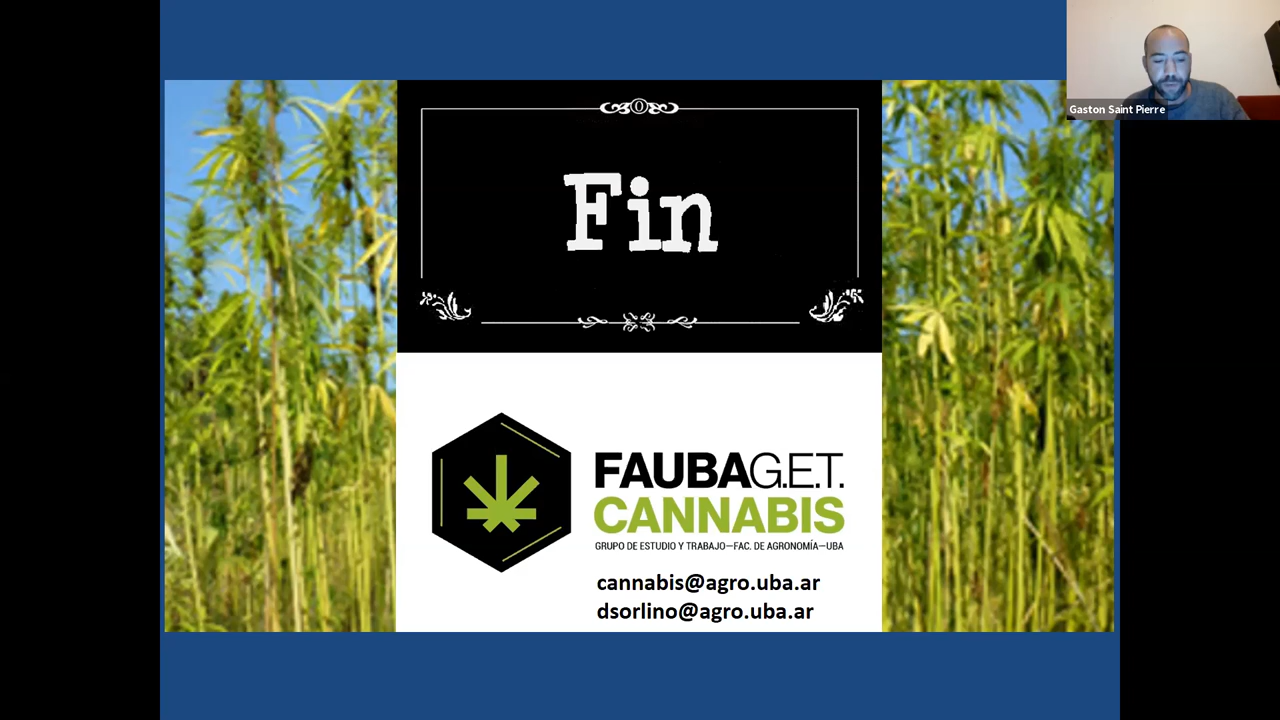 Gaston Saint Pierre
Fin
FAUBAG.E.T.
CANNABIS
GRUPO DE ESTUDIO Y TRABAJO—FAC. DE AGRONOMÍA—UBA
cannabis@agro.uba.ar
dsorlino@agro.uba.ar